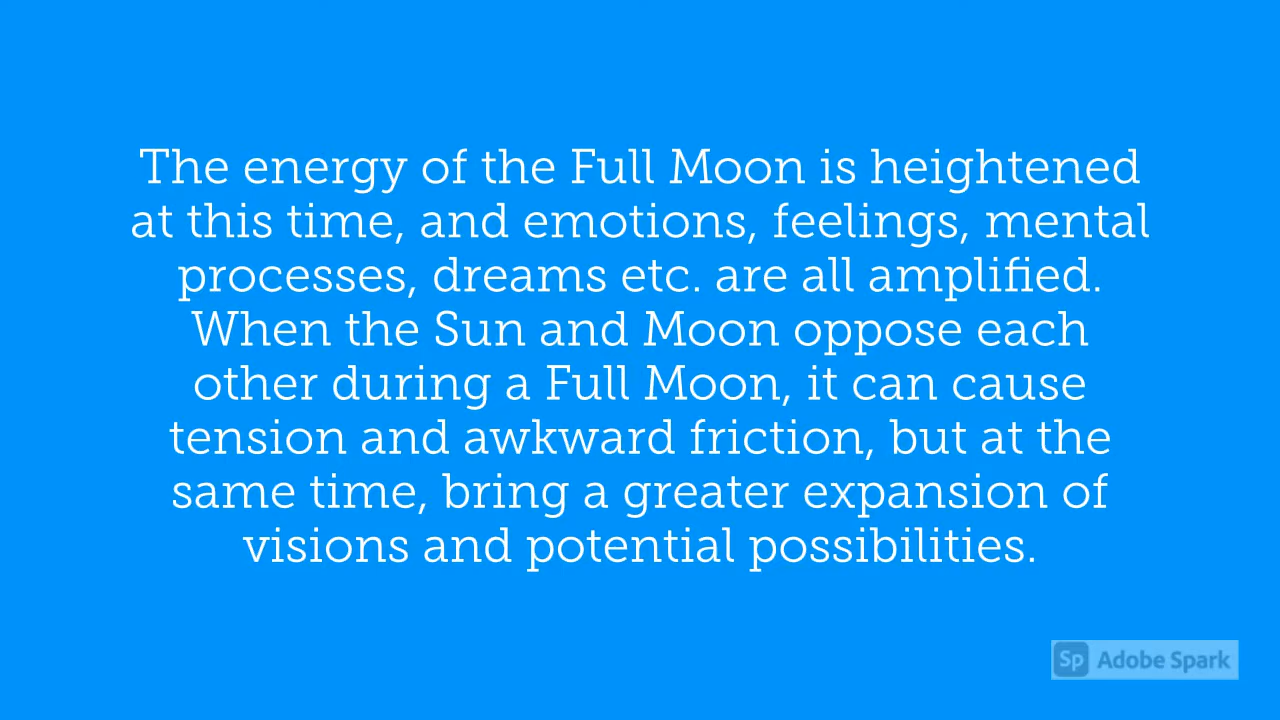 The energy of the Full Moon is heightened
at this time, and emotions, feelings, mental
processes, dreams etc. are all amplified.
When the Sun and Moon oppose each
other during a Full Moon, it can cause
tension and awkward friction, but at the
same time, bring a greater expansion of
visions and potential possibilities.
Sp Adobe Spark